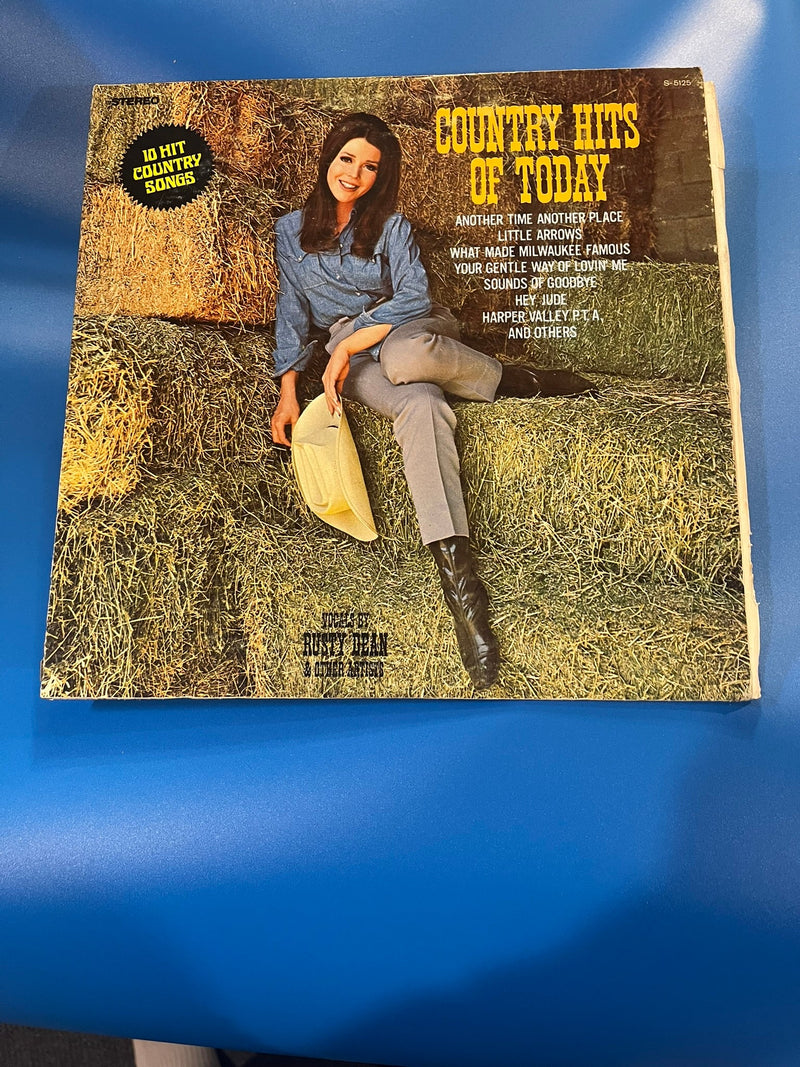 STEREO
S-5125
10 HIT
COUNTRY
SONGS
COUNTRY HITS
OF TODAY
ANOTHER TIME ANOTHER PLACE
LITTLE ARROWS
WHAT MADE MILWAUKEE FAMOUS
YOUR GENTLE WAY OF LOVIN' ME
SOUNDS OF GOODBYE
HEY JUDE
HARPER VALLEY P.T.A.
AND OTHERS
VOCALS BY
RUSTY DEAN
& OTHER ARTISTS